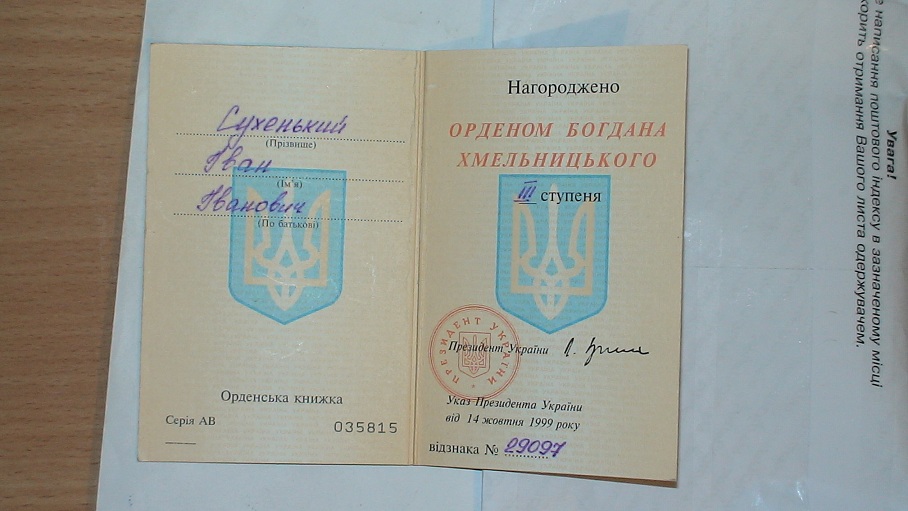 Сухенький
(Прізвище)
Іван
(Ім'я)
Іванович
(По батькові)
Орденська книжка
Серія АВ
035815
Нагороджено
ОРДЕНОМ БОГДАНА
ХМЕЛЬНИЦЬКОГО
III ступеня
Президент України
ПРЕЗИДЕНТ УКРАЇНИ
Указ Президента України
від 14 жовтня 1999 року
відзнака № 29097
Увага!
написання поштового індексу в зазначеному місці
корить отримання Вашого листа одержувачем.